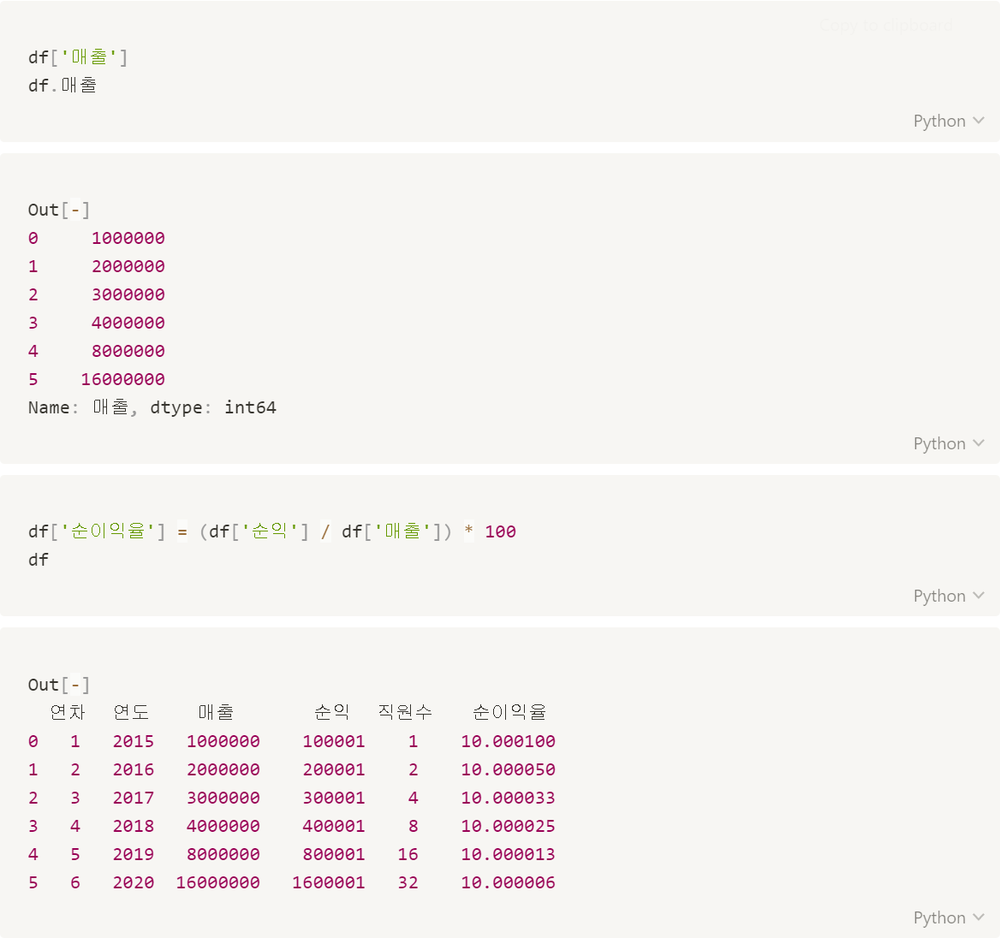 Copy to clipboard
df['매출']
df.매출
Python
Out[-]
0     1000000
1     2000000
2     3000000
3     4000000
4     8000000
5    16000000
Name: 매출, dtype: int64
Python
df['순이익율'] = (df['순익'] / df['매출']) * 100
df
Python
Out[-]
연차 연도 매출 순익 직원수 순이익율
0 1 2015 1000000 100001 1 10.000100
1 2 2016 2000000 200001 2 10.000050
2 3 2017 3000000 300001 4 10.000033
3 4 2018 4000000 400001 8 10.000025
4 5 2019 8000000 800001 16 10.000013
5 6 2020 16000000 1600001 32 10.000006
Python